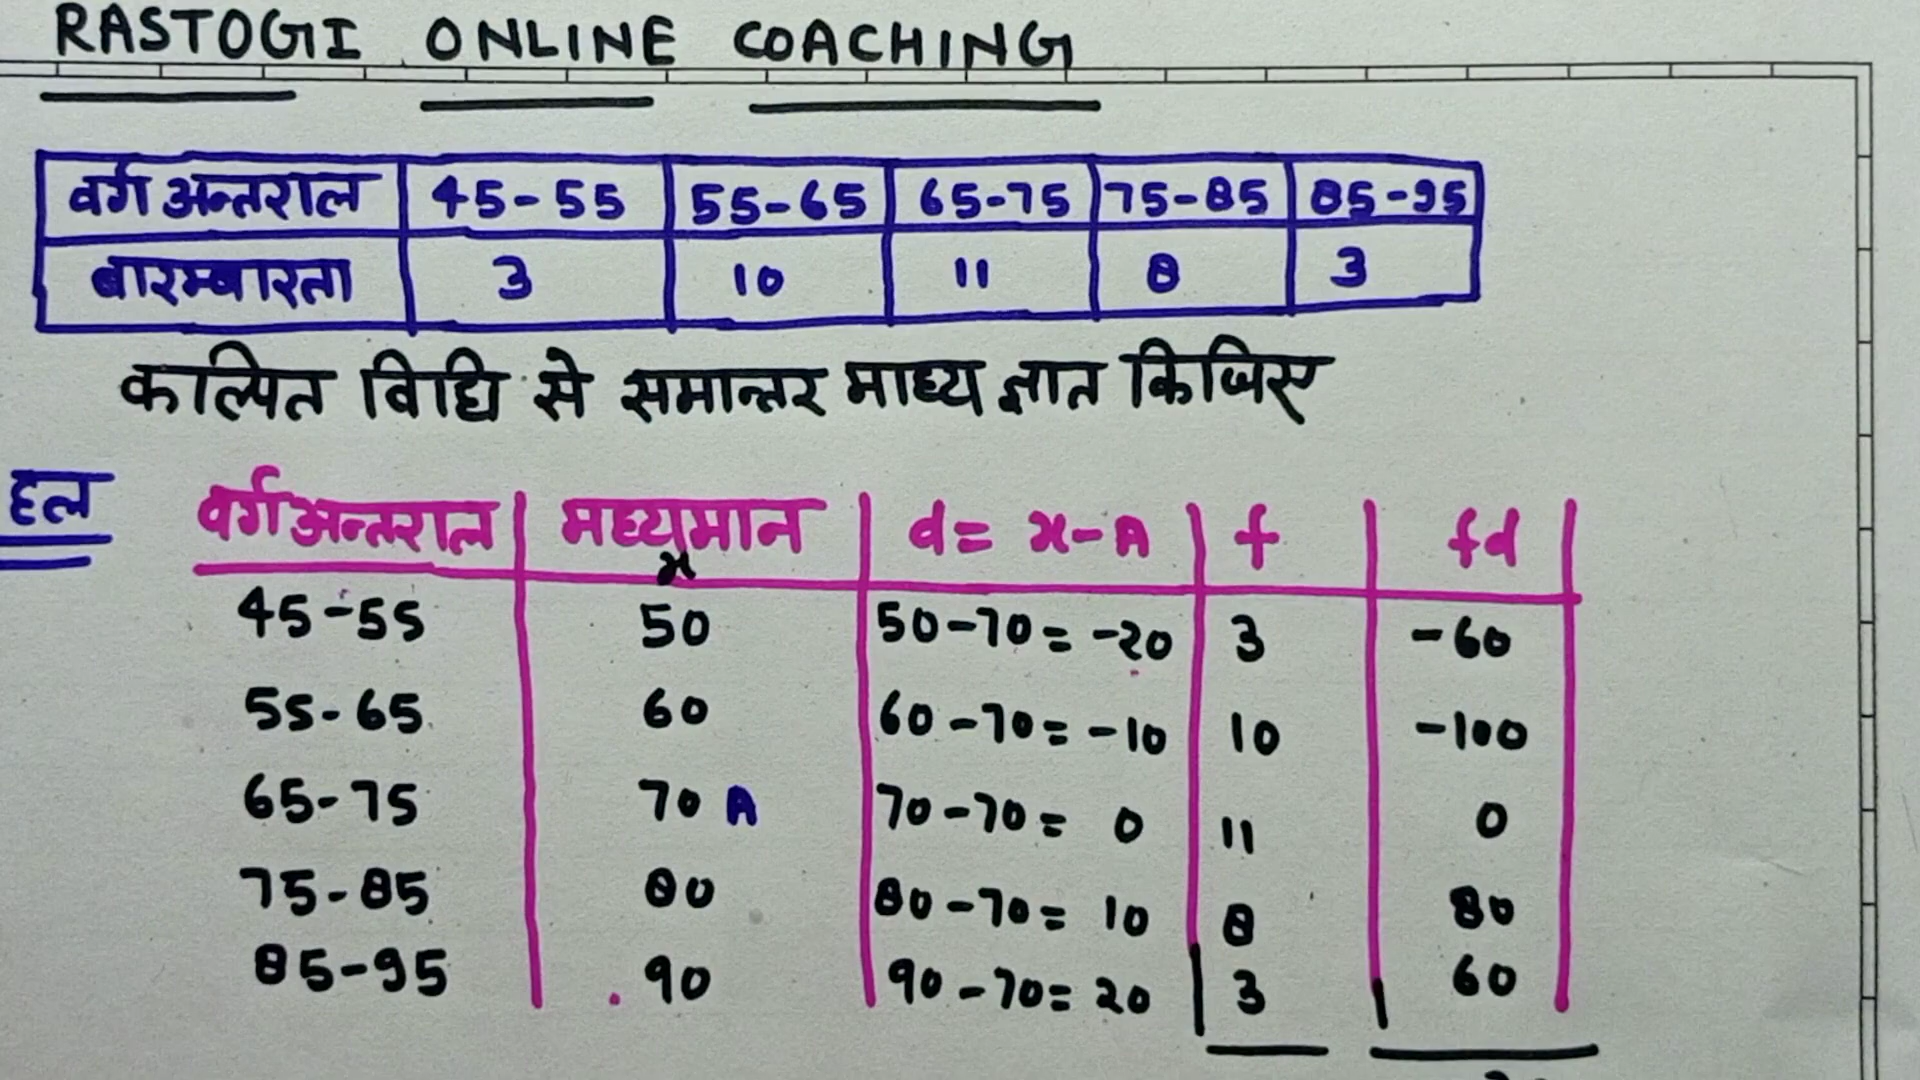 RASTOGI ONLINE COACHING
वर्ग अन्तराल 45-55 55-65 65-75 75-85 85-95
बारम्बारता 3 10 11 8 3
कल्पित विधि से समान्तर माध्य ज्ञात किजिए
हल
वर्ग अन्तराल मध्यमान x d= x-A f fd
45-55 50 50-70= -20 3 -60
55-65 60 60-70= -10 10 -100
65-75 70 A 70-70= 0 11 0
75-85 80 80-70= 10 8 80
85-95 90 90-70= 20 3 60